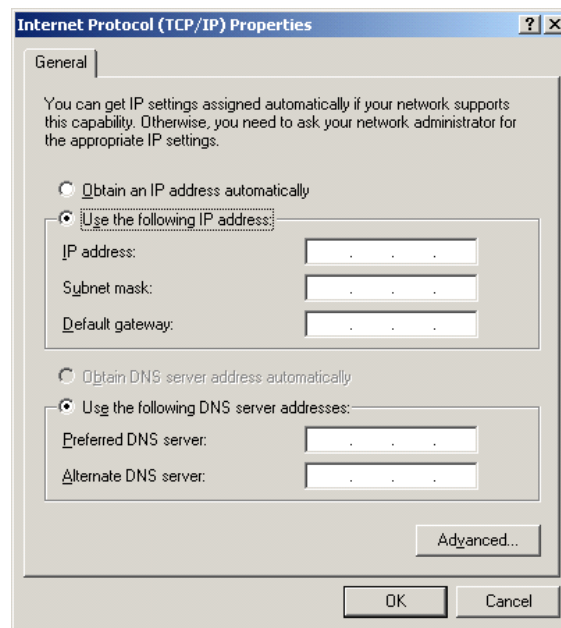 Internet Protocol (TCP/IP) Properties
General
You can get IP settings assigned automatically if your network supports
this capability. Otherwise, you need to ask your network administrator for
the appropriate IP settings.
Obtain an IP address automatically
Use the following IP address:
IP address:
Subnet mask:
Default gateway:
Obtain DNS server address automatically
Use the following DNS server addresses:
Preferred DNS server:
Alternate DNS server:
Advanced...
OK Cancel